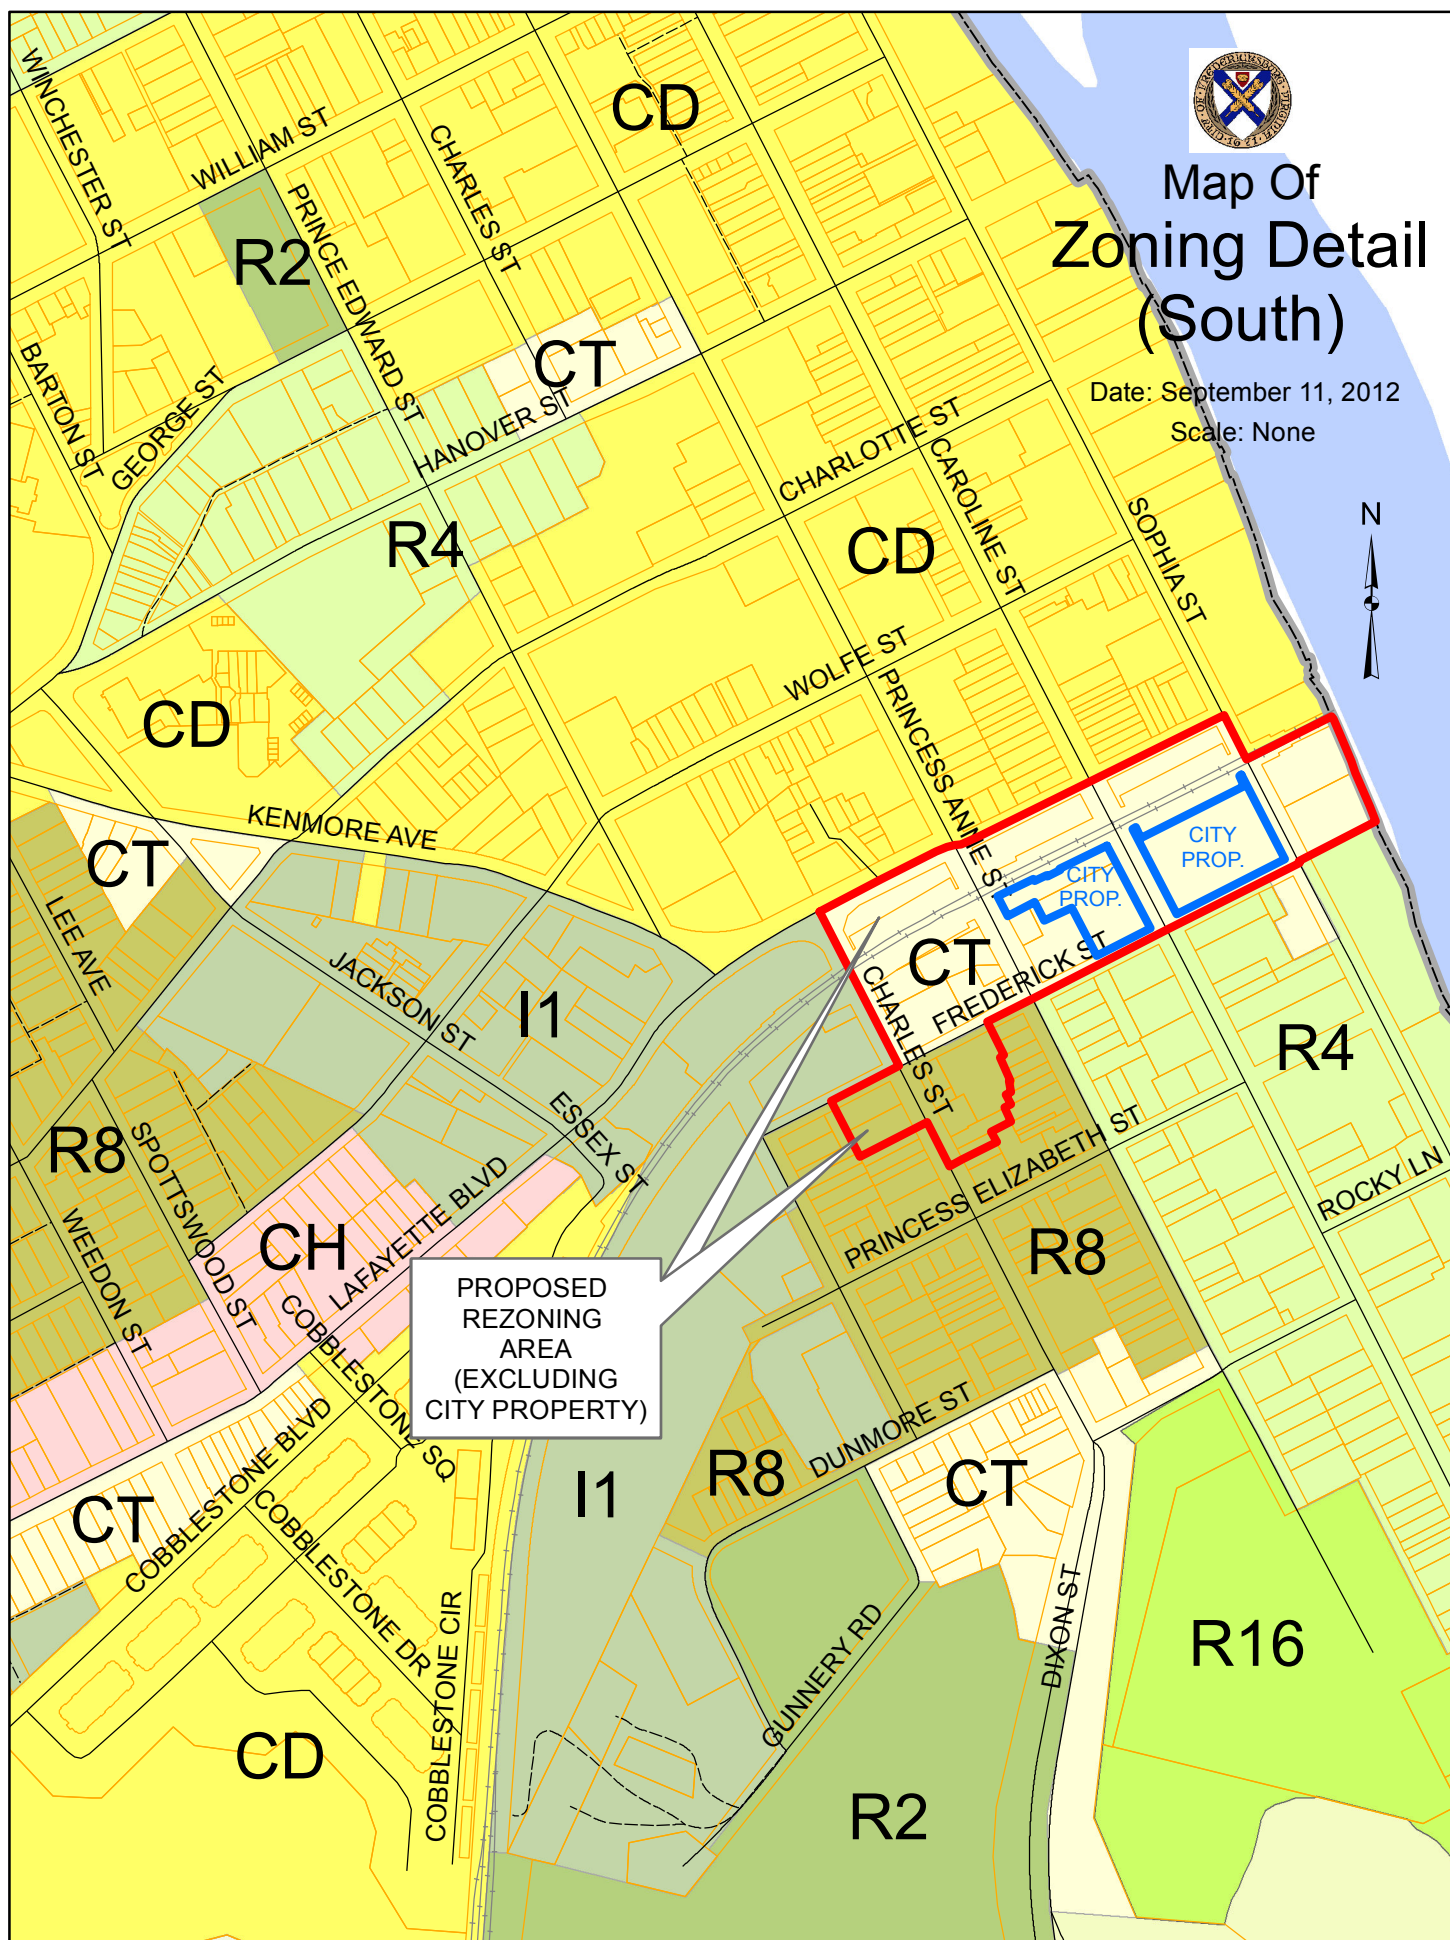 Map Of
Zoning Detail
(South)
Date: September 11, 2012
Scale: None
N
WINCHESTER ST
WILLIAM ST
CHARLES ST
CD
R2
PRINCE EDWARD ST
BARTON ST
GEORGE ST
CT
HANOVER ST
CHARLOTTE ST
CAROLINE ST
SOPHIA ST
R4
CD
WOLFE ST
PRINCESS ANNE ST
CD
KENMORE AVE
CT
LEE AVE
CITY
PROP.
CITY
PROP.
CT
FREDERICK ST
CHARLES ST
JACKSON ST
I1
R4
ESSEX ST
R8
SPOTTSWOOD ST
WEEDON ST
CH
LAFAYETTE BLVD
PRINCESS ELIZABETH ST
ROCKY LN
R8
PROPOSED
REZONING
AREA
(EXCLUDING
CITY PROPERTY)
COBBLESTONE SQ
COBBLESTONE BLVD
DUNMORE ST
R8
I1
CT
CT
COBBLESTONE DR
COBBLESTONE CIR
GUNNERY RD
DIXON ST
R16
CD
R2